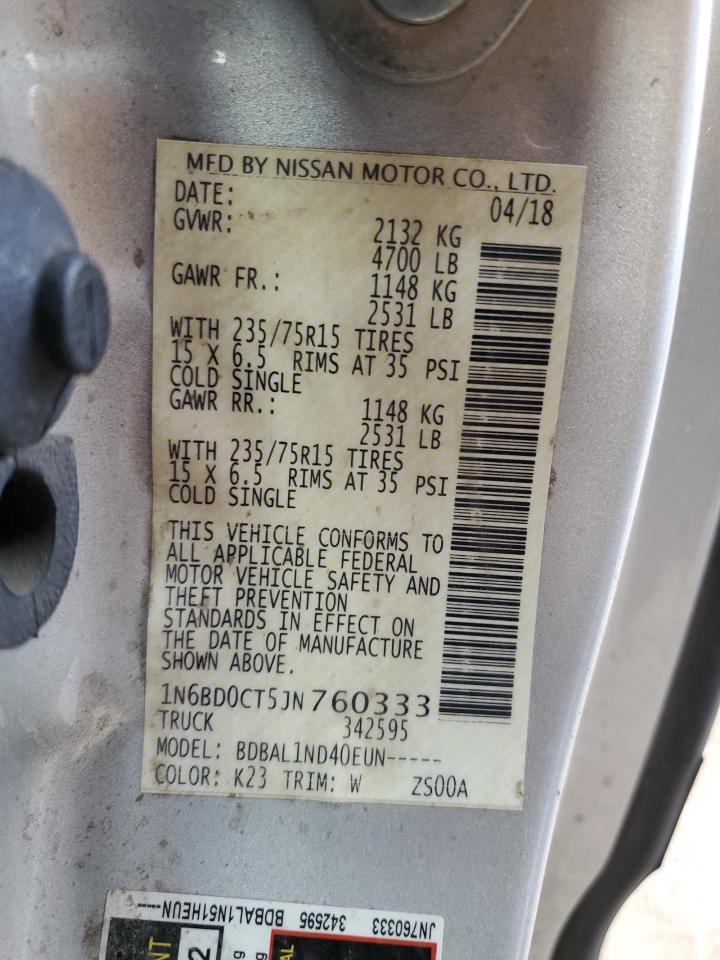 MFD BY NISSAN MOTOR CO., LTD.
DATE: 04/18
GVWR: 2132 KG
4700 LB
GAWR FR.: 1148 KG
2531 LB
WITH 235/75R15 TIRES
15 X 6.5 RIMS AT 35 PSI
COLD SINGLE
GAWR RR.: 1148 KG
2531 LB
WITH 235/75R15 TIRES
15 X 6.5 RIMS AT 35 PSI
COLD SINGLE
THIS VEHICLE CONFORMS TO
ALL APPLICABLE FEDERAL
MOTOR VEHICLE SAFETY AND
THEFT PREVENTION
STANDARDS IN EFFECT ON
THE DATE OF MANUFACTURE
SHOWN ABOVE.
1N6BD0CT5JN760333
TRUCK 342595
MODEL: BDBAL1ND40EUN-----
COLOR: K23 TRIM: W ZS00A
JN760333 342595 BDBAL1N51HEUN----